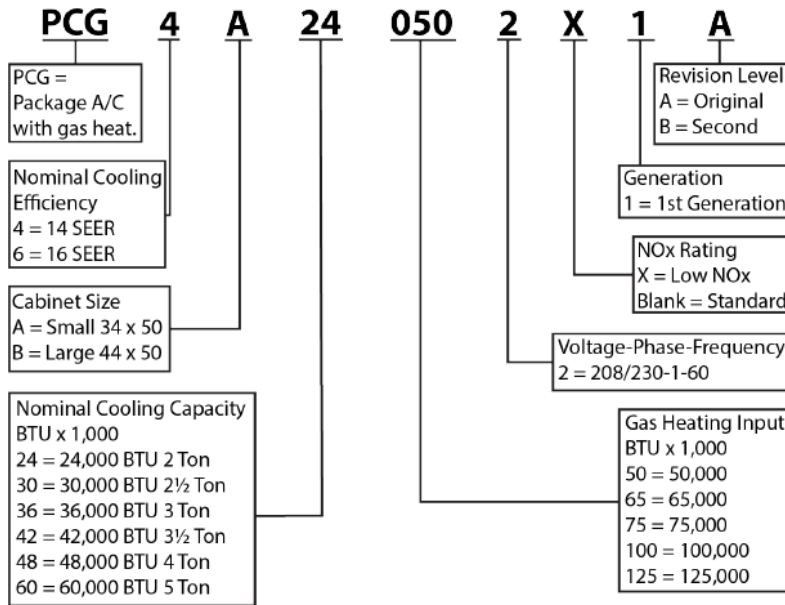 PCG 4 A 24 050 2 X 1 A
PCG =
Package A/C
with gas heat.
Nominal Cooling
Efficiency
4 = 14 SEER
6 = 16 SEER
Cabinet Size
A = Small 34 x 50
B = Large 44 x 50
Nominal Cooling Capacity
BTU x 1,000
24 = 24,000 BTU 2 Ton
30 = 30,000 BTU 2½ Ton
36 = 36,000 BTU 3 Ton
42 = 42,000 BTU 3½ Ton
48 = 48,000 BTU 4 Ton
60 = 60,000 BTU 5 Ton
Revision Level
A = Original
B = Second
Generation
1 = 1st Generation
NOx Rating
X = Low NOx
Blank = Standard
Voltage-Phase-Frequency
2 = 208/230-1-60
Gas Heating Input
BTU x 1,000
50 = 50,000
65 = 65,000
75 = 75,000
100 = 100,000
125 = 125,000